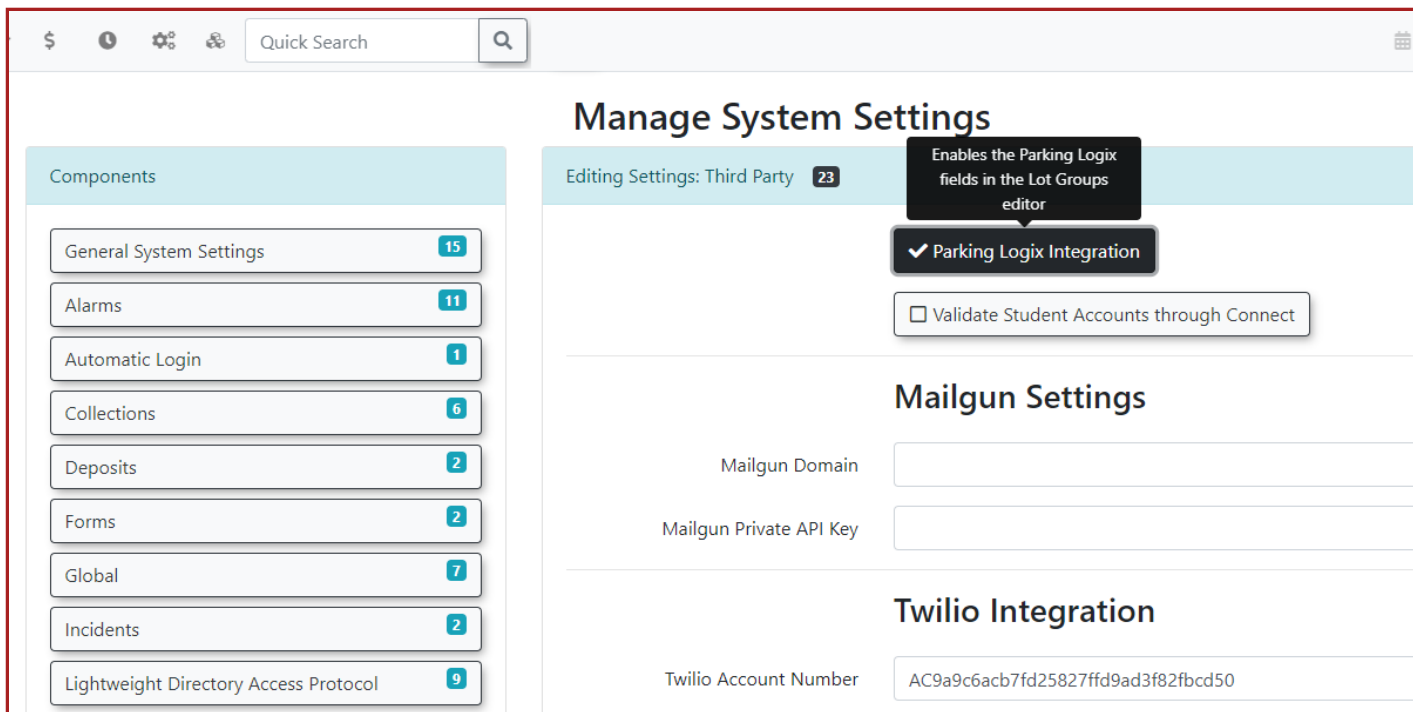 $
Quick Search
Manage System Settings
Components
General System Settings 15
Alarms 11
Automatic Login 1
Collections 6
Deposits 2
Forms 2
Global 7
Incidents 2
Lightweight Directory Access Protocol 9
Editing Settings: Third Party 23
Enables the Parking Logix
fields in the Lot Groups
editor
Parking Logix Integration
Validate Student Accounts through Connect
Mailgun Settings
Mailgun Domain
Mailgun Private API Key
Twilio Integration
Twilio Account Number AC9a9c6acb7fd25827ffd9ad3f82fbcd50